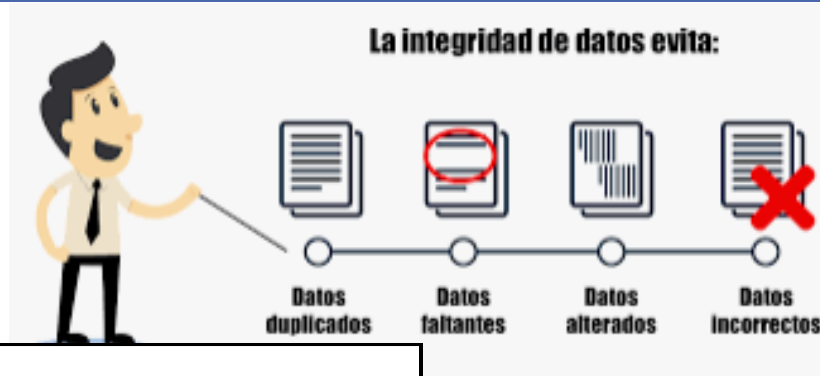 La integridad de datos evita:
Datos
duplicados
Datos
faltantes
Datos
alterados
Datos
incorrectos